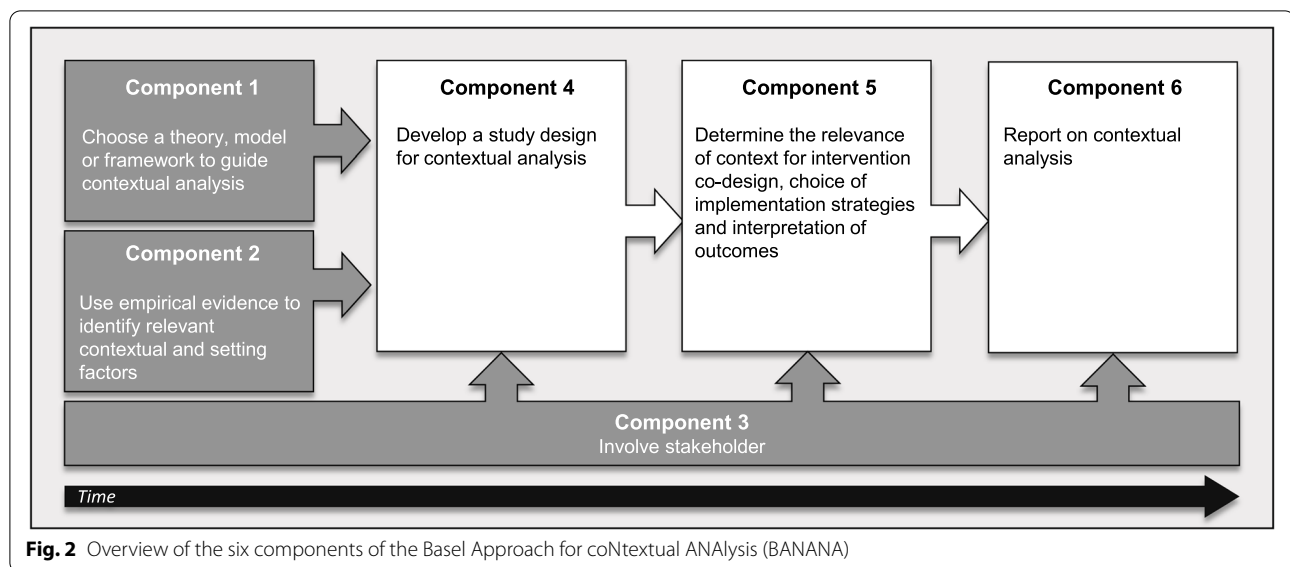 Component 1
Choose a theory, model
or framework to guide
contextual analysis
Component 2
Use empirical evidence to
identify relevant
contextual and setting
factors
Component 4
Develop a study design
for contextual analysis
Component 5
Determine the relevance
of context for intervention
co-design, choice of
implementation strategies
and interpretation of
outcomes
Component 6
Report on contextual
analysis
Component 3
Involve stakeholder
Time
Fig. 2 Overview of the six components of the Basel Approach for coNtextual ANAlysis (BANANA)